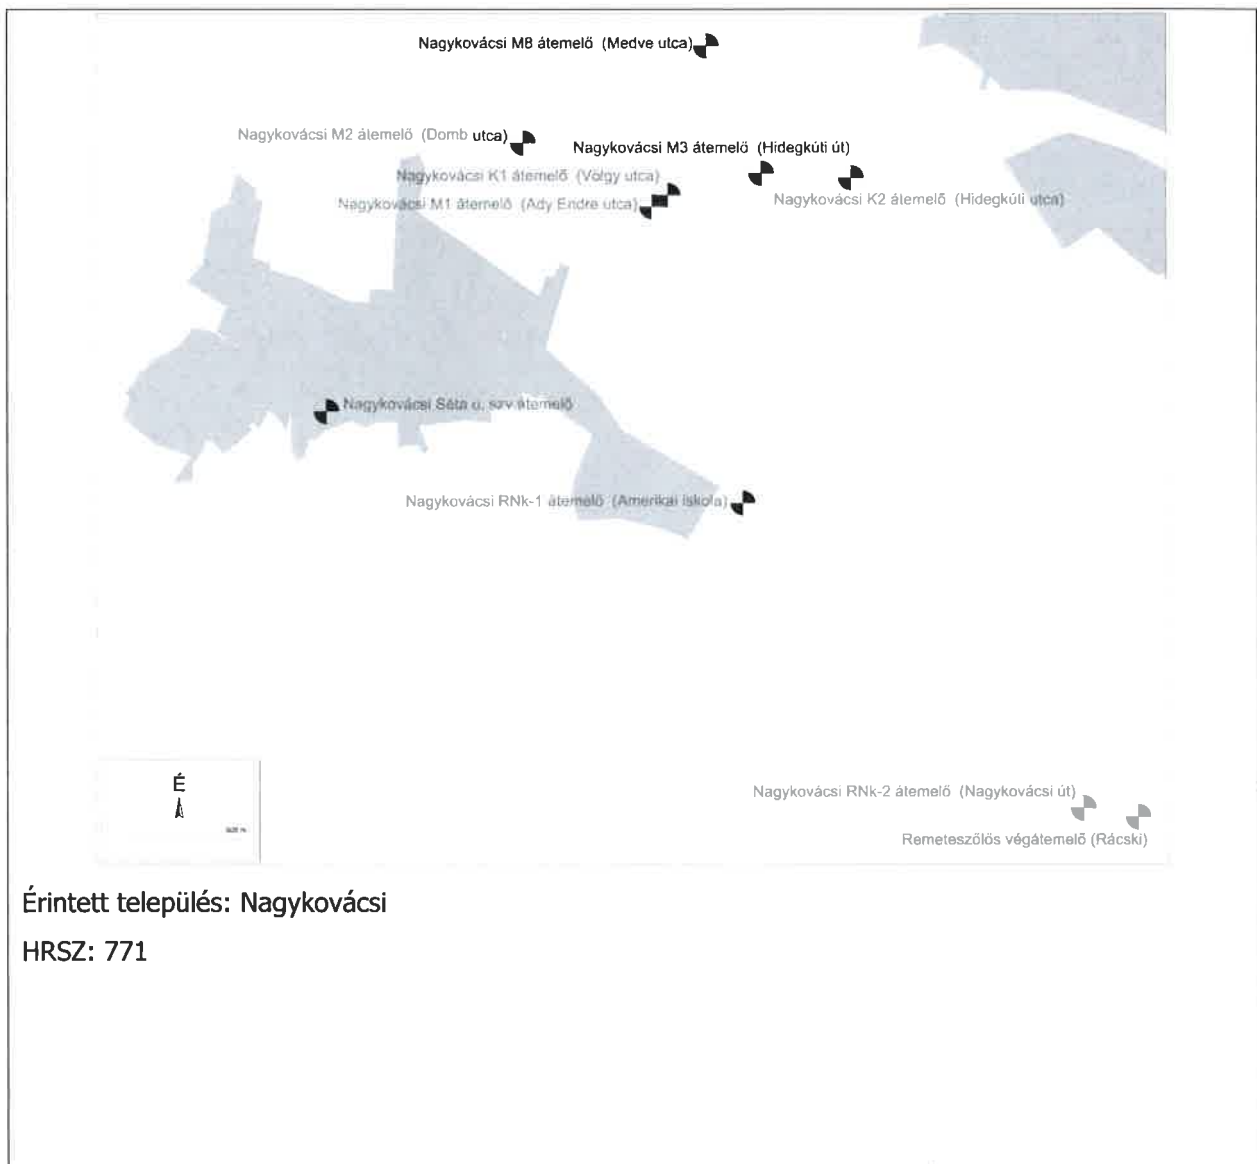 Nagykovácsi M8 átemelő (Medve utca)
Nagykovácsi M2 átemelő (Domb utca)
Nagykovácsi M3 átemelő (Hidegkúti út)
Nagykovácsi K1 átemelő (Völgy utca)
Nagykovácsi M1 átemelő (Ady Endre utca)
Nagykovácsi K2 átemelő (Hidegkúti utca)
Nagykovácsi Séta u. szv átemelő
Nagykovácsi RNk-1 átemelő (Amerikai iskola)
É
Nagykovácsi RNk-2 átemelő (Nagykovácsi út)
Remeteszőlős végátemelő (Rácski)
Érintett település: Nagykovácsi
HRSZ: 771